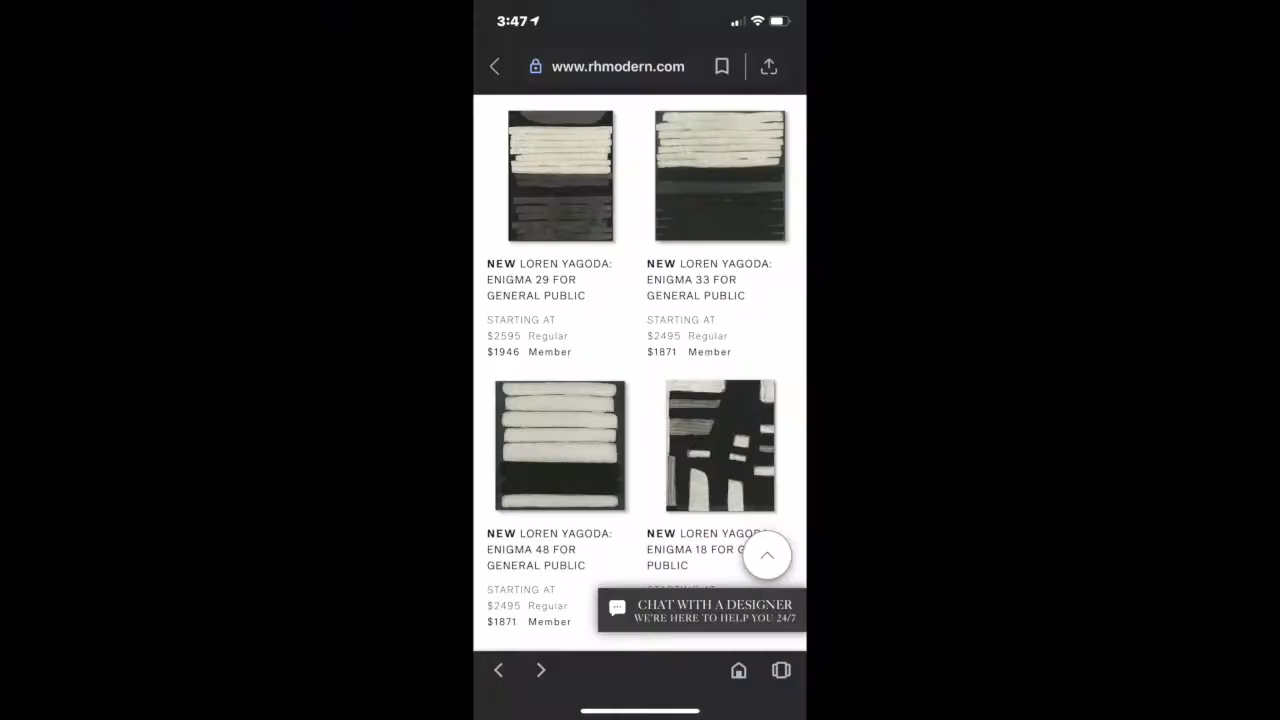 3:47
www.rhmodern.com
NEW LOREN YAGODA:
ENIGMA 29 FOR
GENERAL PUBLIC
STARTING AT
$2595 Regular
$1946 Member
NEW LOREN YAGODA:
ENIGMA 33 FOR
GENERAL PUBLIC
STARTING AT
$2495 Regular
$1871 Member
NEW LOREN YAGODA:
ENIGMA 48 FOR
GENERAL PUBLIC
STARTING AT
$2495 Regular
$1871 Member
NEW LOREN
ENIGMA 18 FOR
PUBLIC
CHAT WITH A DESIGNER
WE'RE HERE TO HELP YOU 24/7